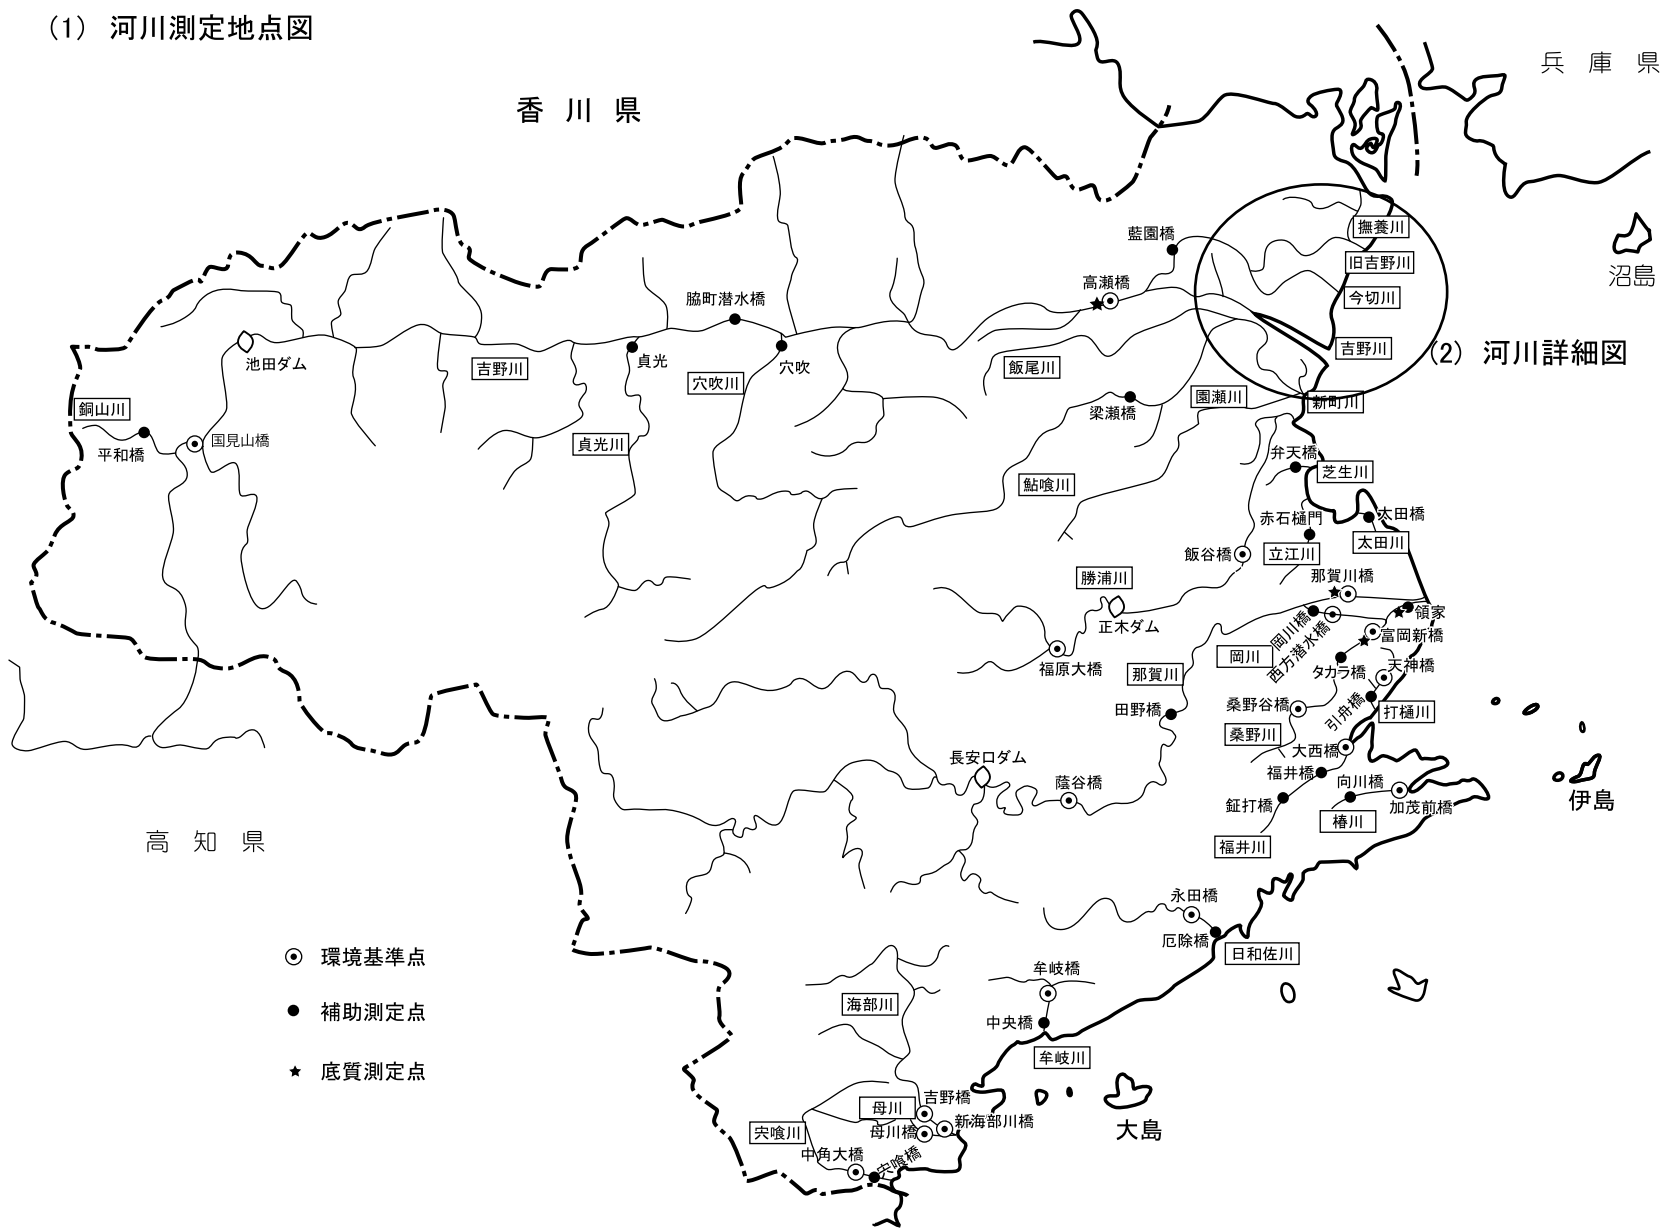 (1) 河川測定地点図
兵庫県
香川県
撫養川
藍園橋
旧吉野川
沼島
高瀬橋
今切川
脇町潜水橋
吉野川
(2) 河川詳細図
池田ダム
吉野川
貞光
穴吹
飯尾川
穴吹川
銅山川
梁瀬橋
園瀬川
新町川
国見山橋
平和橋
貞光川
弁天橋
芝生川
鮎喰川
赤石樋門
太田橋
飯谷橋
立江川
太田川
勝浦川
那賀川橋
正木ダム
岡川橋
領家
西方潜水橋
富岡新橋
岡川
福原大橋
那賀川
タカラ橋
天神橋
田野橋
桑野谷橋
引舟橋
打樋川
桑野川
大西橋
長安口ダム
福井橋
蔭谷橋
向川橋
伊島
鉦打橋
加茂前橋
椿川
高知県
福井川
永田橋
厄除橋
日和佐川
環境基準点
牟岐橋
海部川
補助測定点
中央橋
牟岐川
底質測定点
吉野橋
母川
新海部川橋
大島
宍喰川
母川橋
中角大橋
宍喰橋